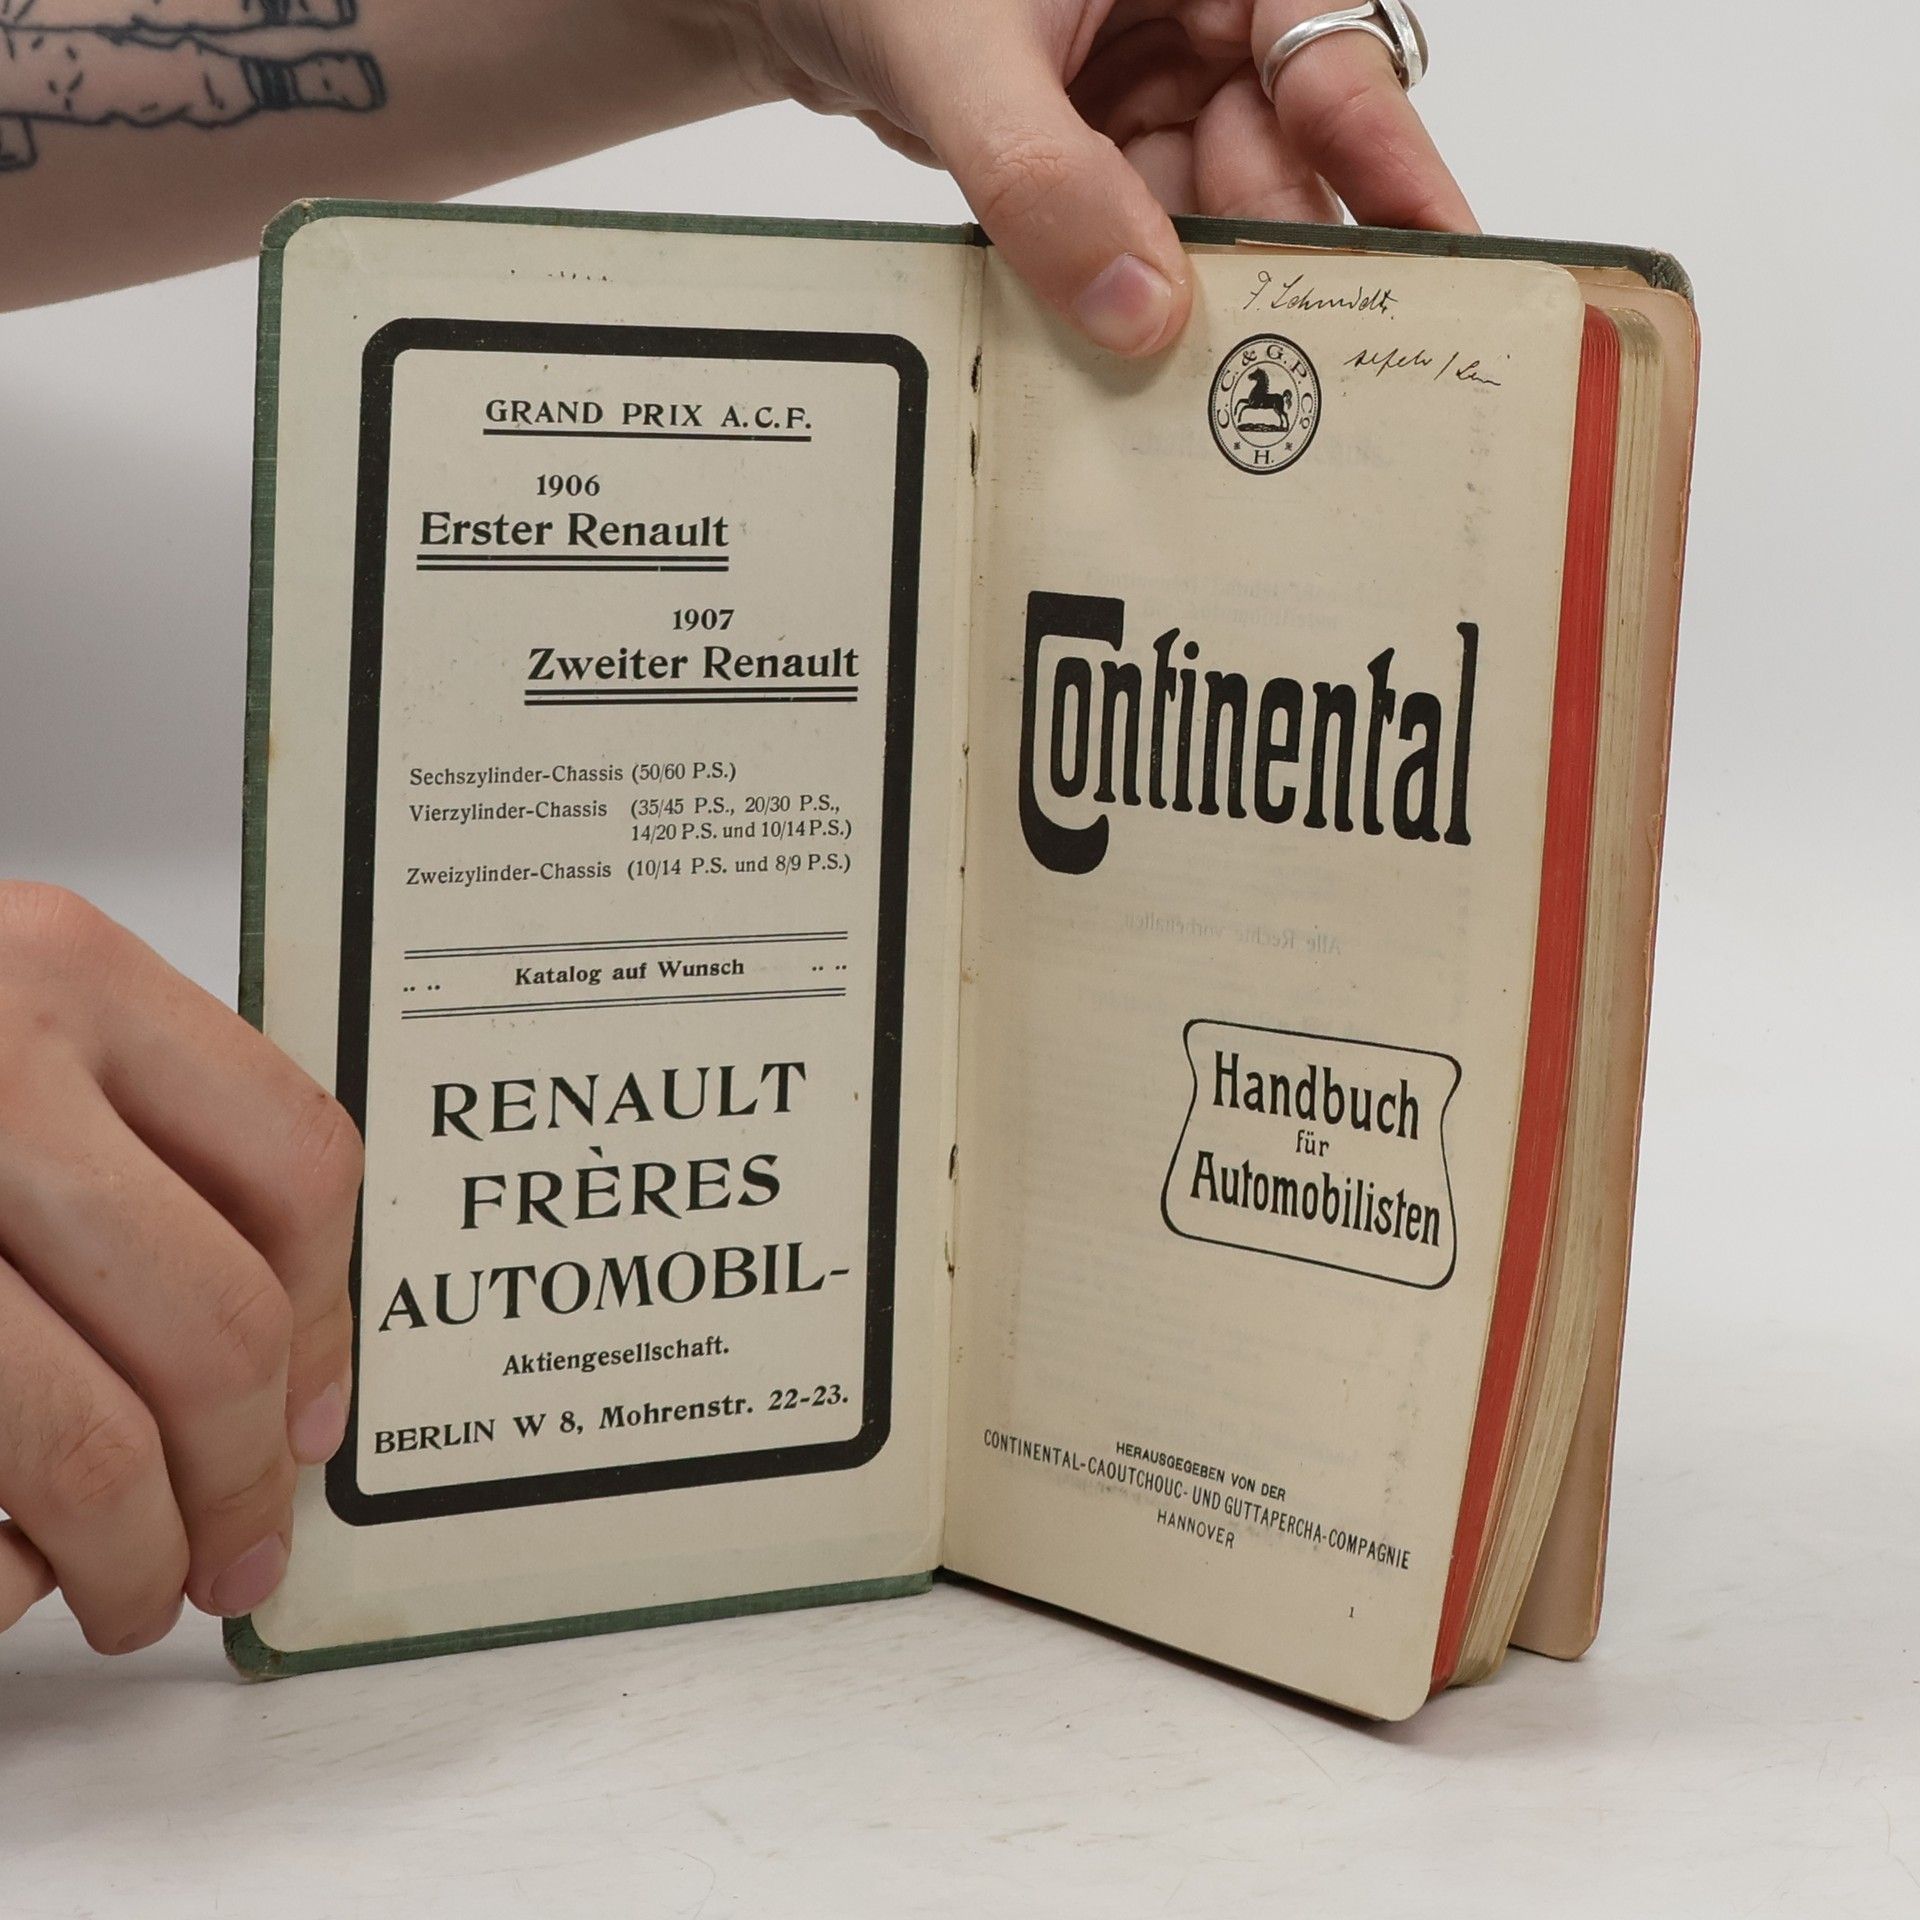 GRAND PRIX A.C.F.
1906
Erster Renault
1907
Zweiter Renault
Sechszylinder-Chassis (50/60 P.S.)
Vierzylinder-Chassis (35/45 P.S., 20/30 P.S.,
14/20 P.S. und 10/14 P.S.)
Zweizylinder-Chassis (10/14 P.S. und 8/9 P.S.)
Katalog auf Wunsch
RENAULT
FRÈRES
AUTOMOBIL-
Aktiengesellschaft.
BERLIN W 8, Mohrenstr. 22-23.
F. Schmidt.
C. C. & G. P. Co
H.
Continental
Handbuch
für
Automobilisten
HERAUSGEGEBEN VON DER
CONTINENTAL-CAOUTCHOUC- UND GUTTAPERCHA-COMPAGNIE
HANNOVER
1